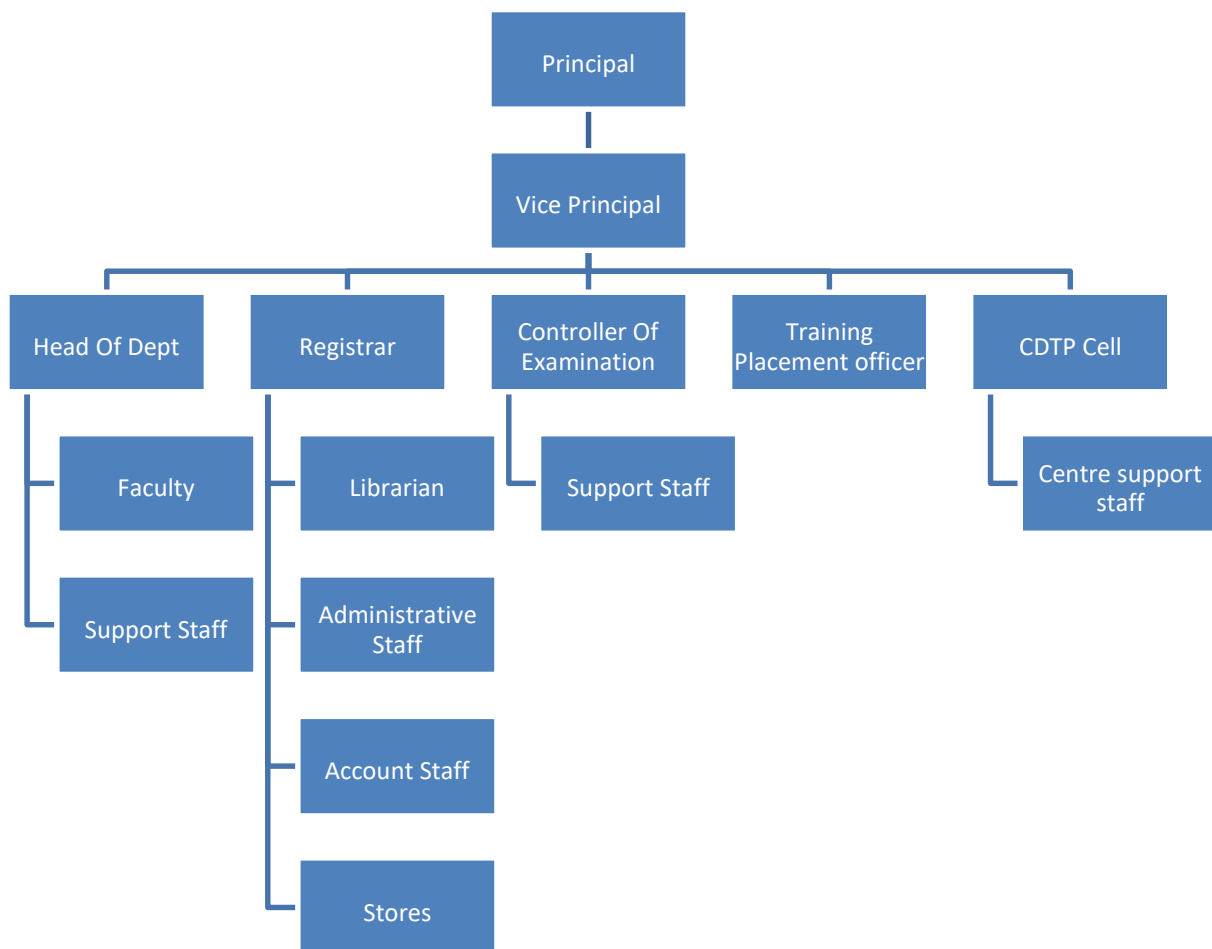 Principal
Vice Principal
Head Of Dept
Registrar
Controller Of
Examination
Training
Placement officer
CDTP Cell
Faculty
Librarian
Support Staff
Centre support
staff
Support Staff
Administrative
Staff
Account Staff
Stores